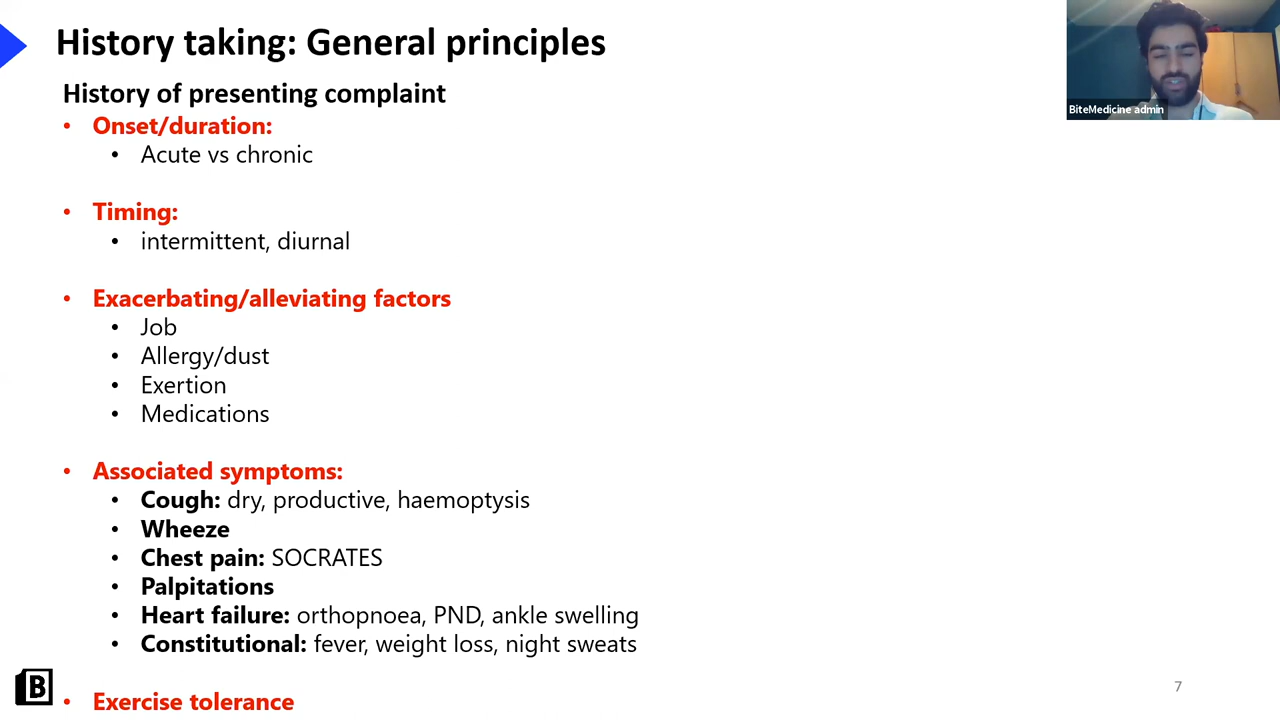 History taking: General principles
BiteMedicine admin
History of presenting complaint
• Onset/duration:
• Acute vs chronic
• Timing:
• intermittent, diurnal
• Exacerbating/alleviating factors
• Job
• Allergy/dust
• Exertion
• Medications
• Associated symptoms:
• Cough: dry, productive, haemoptysis
• Wheeze
• Chest pain: SOCRATES
• Palpitations
• Heart failure: orthopnoea, PND, ankle swelling
• Constitutional: fever, weight loss, night sweats
B
7
• Exercise tolerance